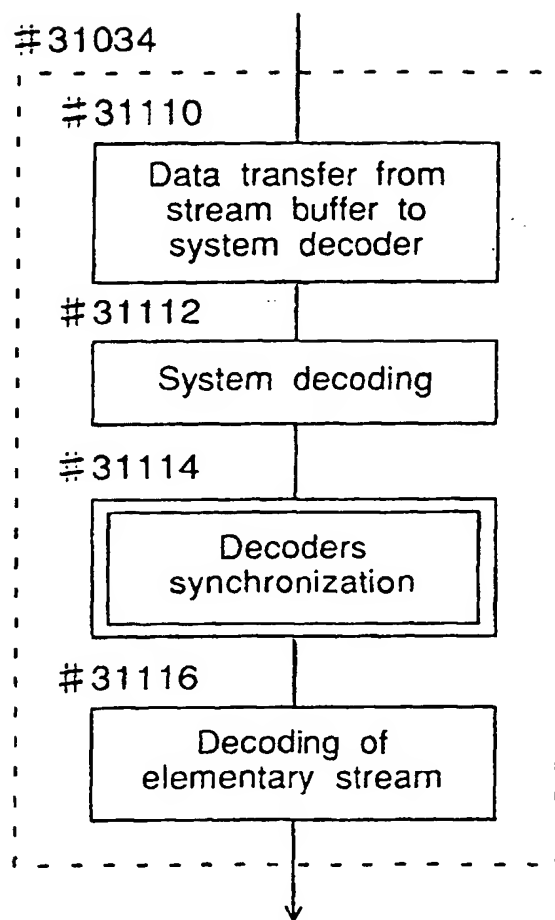 #31034
#31110
Data transfer from
stream buffer to
system decoder
#31112
System decoding
#31114
Decoders
synchronization
#31116
Decoding of
elementary stream